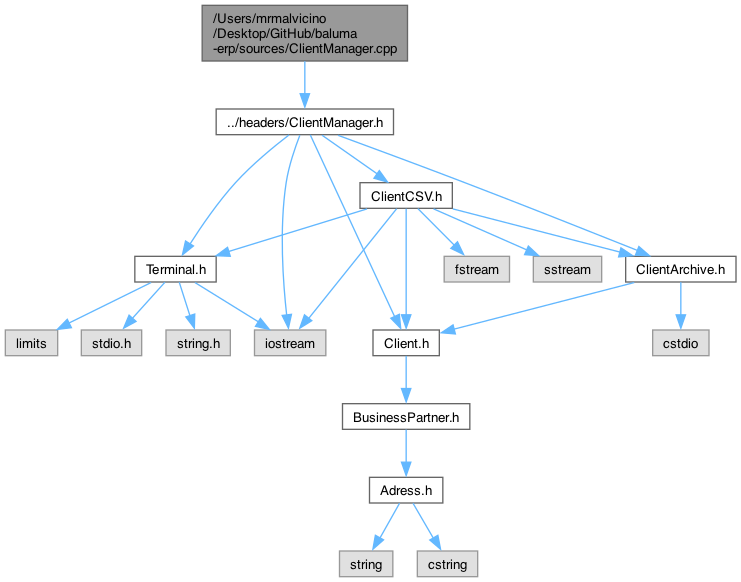 /Users/mrmalvicino
/Desktop/GitHub/baluma
-erp/sources/ClientManager.cpp
../headers/ClientManager.h
ClientCSV.h
Terminal.h
fstream
sstream
ClientArchive.h
limits
stdio.h
string.h
iostream
Client.h
cstdio
BusinessPartner.h
Adress.h
string
cstring